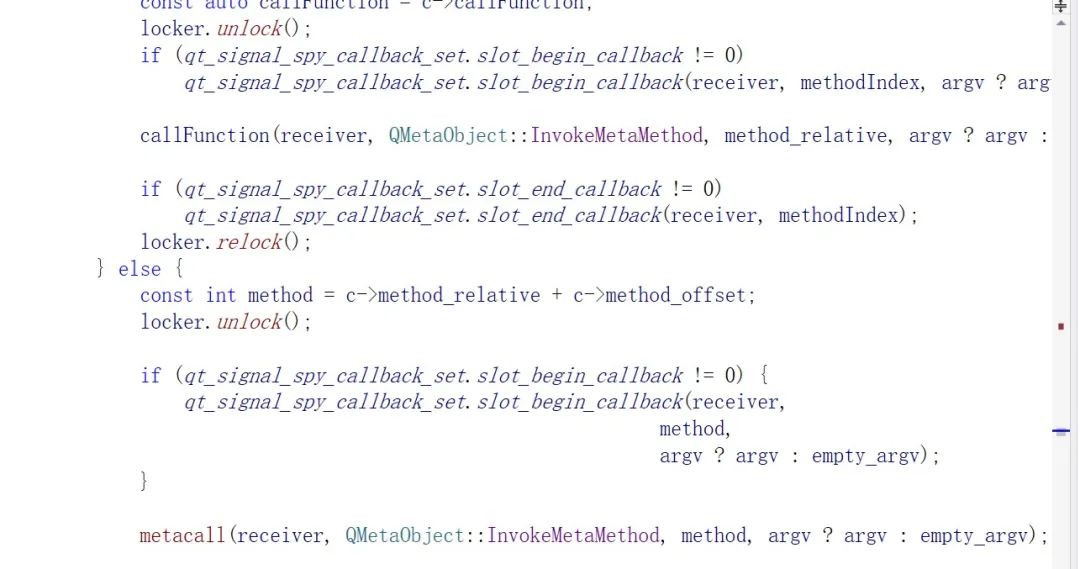 const auto callFunction = c->callFunction;
locker.unlock();
if (qt_signal_spy_callback_set.slot_begin_callback != 0)
qt_signal_spy_callback_set.slot_begin_callback(receiver, methodIndex, argv ? arg
callFunction(receiver, QMetaObject::InvokeMetaMethod, method_relative, argv ? argv :
if (qt_signal_spy_callback_set.slot_end_callback != 0)
qt_signal_spy_callback_set.slot_end_callback(receiver, methodIndex);
locker.relock();
} else {
const int method = c->method_relative + c->method_offset;
locker.unlock();
if (qt_signal_spy_callback_set.slot_begin_callback != 0) {
qt_signal_spy_callback_set.slot_begin_callback(receiver,
method,
argv ? argv : empty_argv);
}
metacall(receiver, QMetaObject::InvokeMetaMethod, method, argv ? argv : empty_argv);